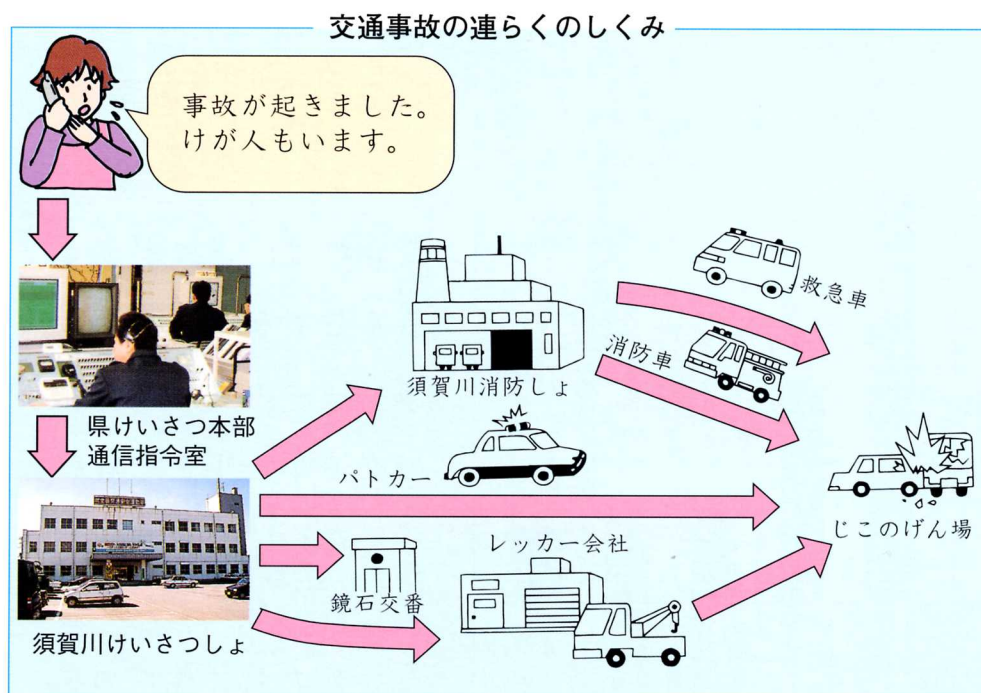 交通事故の連らくのしくみ
事故が起きました。
けが人もいます。
県けいさつ本部
通信指令室
須賀川けいさつしょ
須賀川消防しょ
救急車
消防車
パトカー
鏡石交番
レッカー会社
じこのげん場